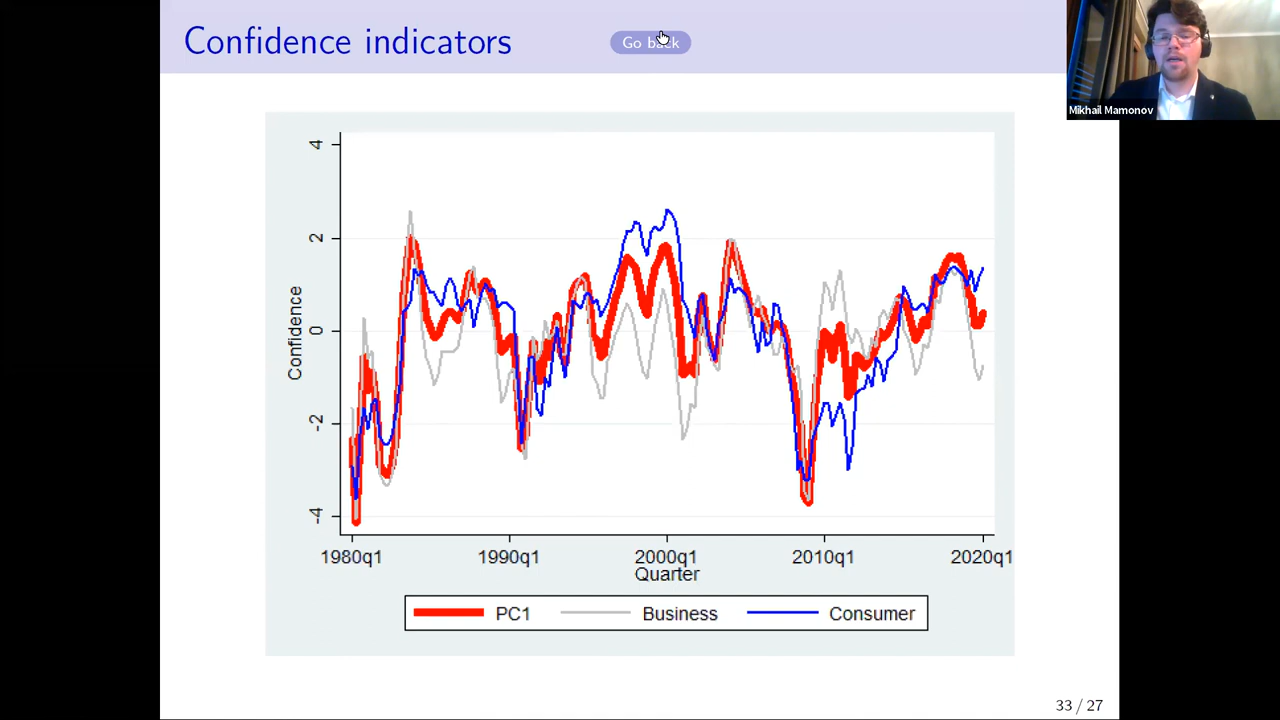 Confidence indicators
Go back
Mikhail Mamonov
4
2
0
-2
-4
Confidence
1980q1 1990q1 2000q1 2010q1 2020q1
Quarter
PC1 Business Consumer
33 / 27